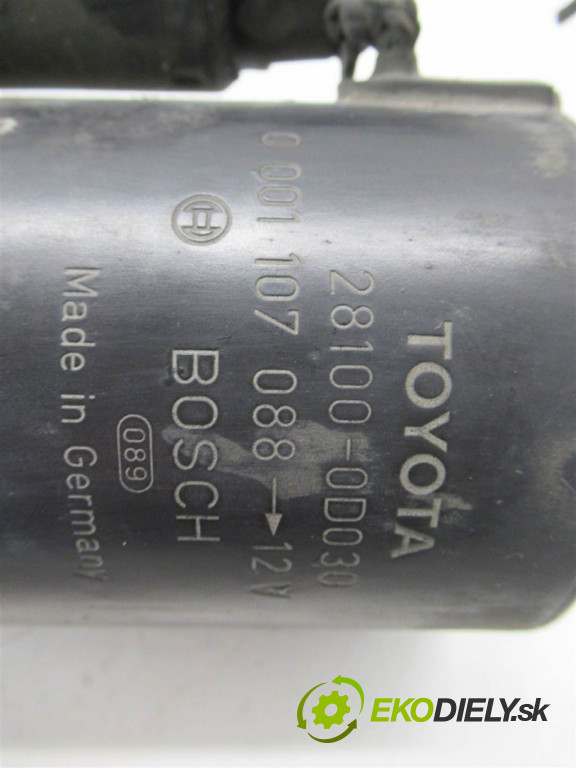 TOYOTA
28100-0D030
0 001 107 088 → 12V
BOSCH
089
Made in Germany
EKODIELY.sk